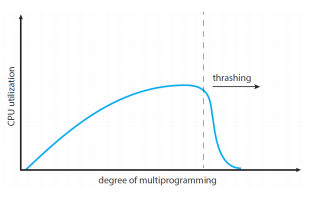 thrashing
CPU utilization
degree of multiprogramming